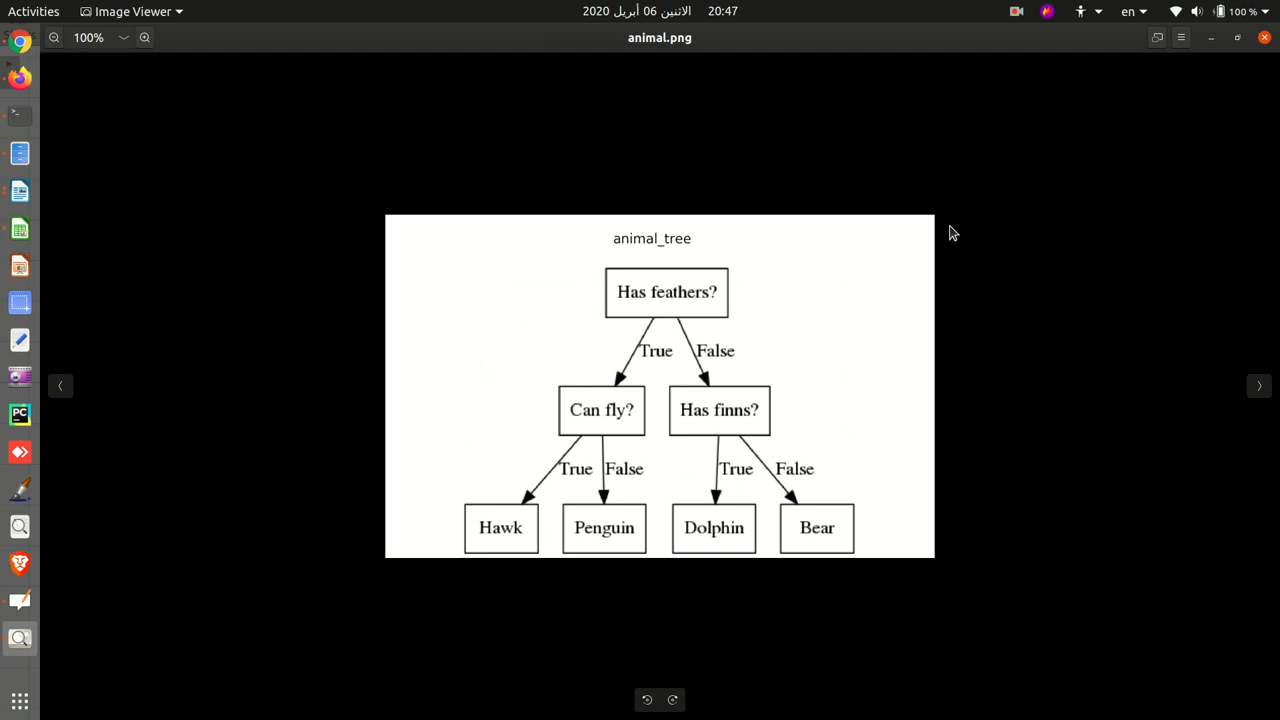 Activities Image Viewer الاثنين 06 أبريل 2020 20:47 en 100 %
100% animal.png
animal_tree
Has feathers?
True False
Can fly? Has finns?
True False True False
Hawk Penguin Dolphin Bear
PC